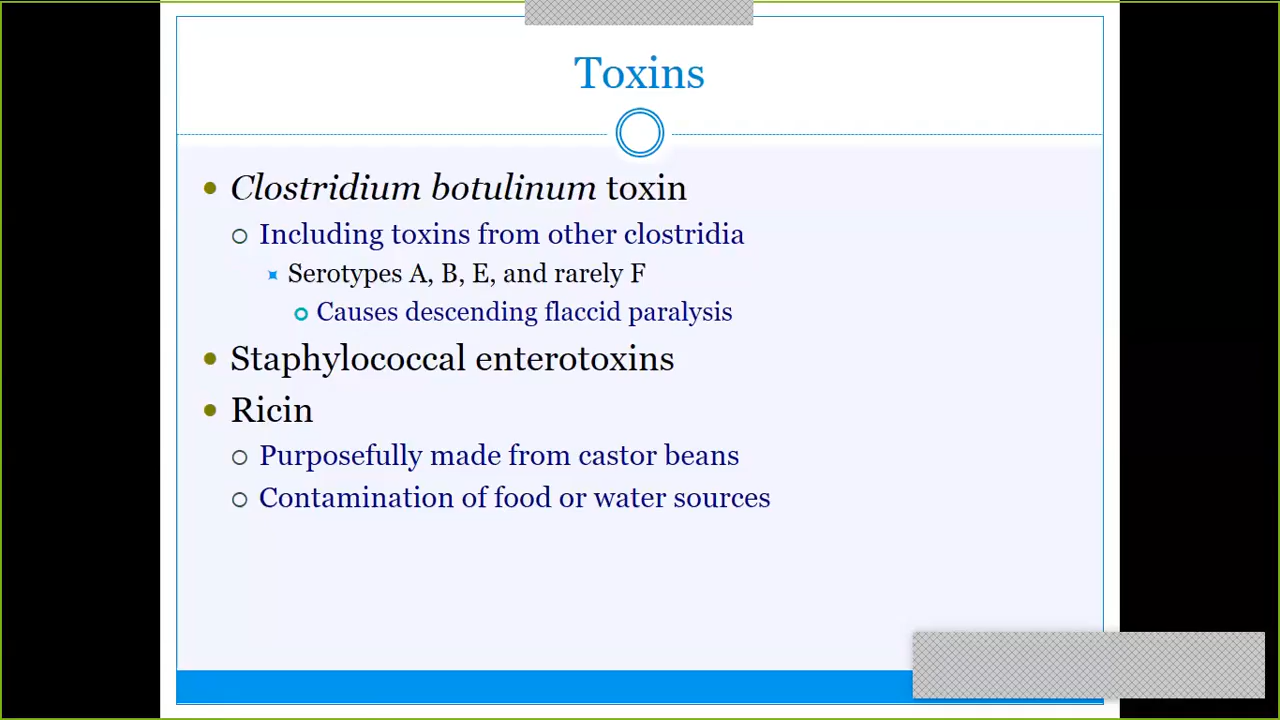 Toxins
Clostridium botulinum toxin
Including toxins from other clostridia
Serotypes A, B, E, and rarely F
Causes descending flaccid paralysis
Staphylococcal enterotoxins
Ricin
Purposefully made from castor beans
Contamination of food or water sources